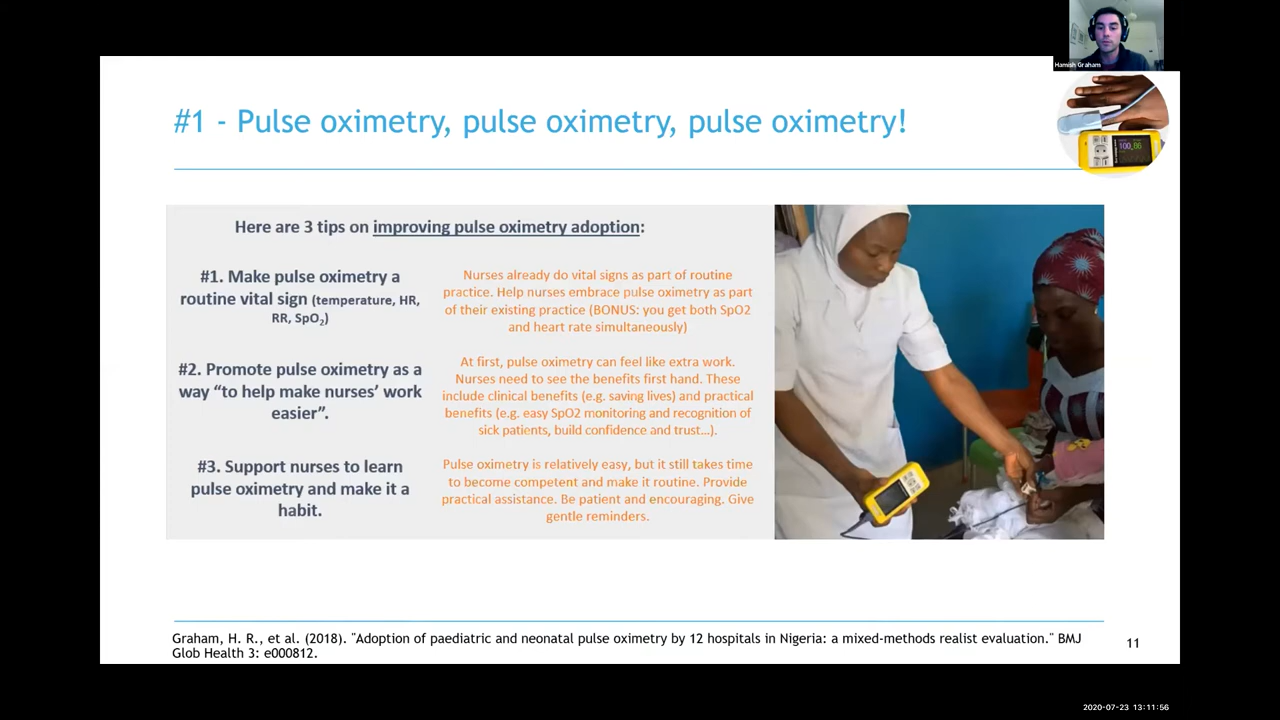 Hamish Graham
#1 - Pulse oximetry, pulse oximetry, pulse oximetry!
100 86
Here are 3 tips on improving pulse oximetry adoption:
#1. Make pulse oximetry a
routine vital sign (temperature, HR,
RR, SpO₂)
Nurses already do vital signs as part of routine
practice. Help nurses embrace pulse oximetry as part
of their existing practice (BONUS: you get both SpO2
and heart rate simultaneously)
#2. Promote pulse oximetry as a
way “to help make nurses’ work
easier”.
At first, pulse oximetry can feel like extra work.
Nurses need to see the benefits first hand. These
include clinical benefits (e.g. saving lives) and practical
benefits (e.g. easy SpO2 monitoring and recognition of
sick patients, build confidence and trust…).
#3. Support nurses to learn
pulse oximetry and make it a
habit.
Pulse oximetry is relatively easy, but it still takes time
to become competent and make it routine. Provide
practical assistance. Be patient and encouraging. Give
gentle reminders.
Graham, H. R., et al. (2018). "Adoption of paediatric and neonatal pulse oximetry by 12 hospitals in Nigeria: a mixed-methods realist evaluation." BMJ
Glob Health 3: e000812.
11
2020-07-23 13:11:56